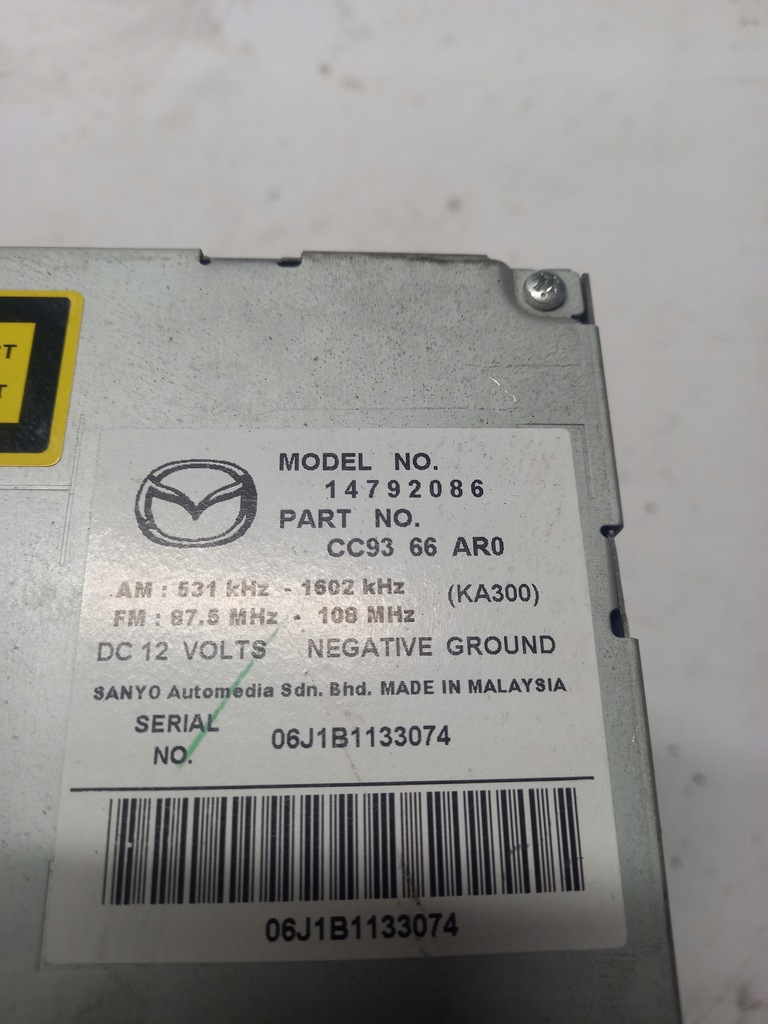 MODEL NO.
14792086
PART NO.
CC93 66 AR0
AM : 531 kHz - 1602 kHz (KA300)
FM : 87.5 MHz - 108 MHz
DC 12 VOLTS NEGATIVE GROUND
SANYO Automedia Sdn. Bhd. MADE IN MALAYSIA
SERIAL
NO. 06J1B1133074
06J1B1133074